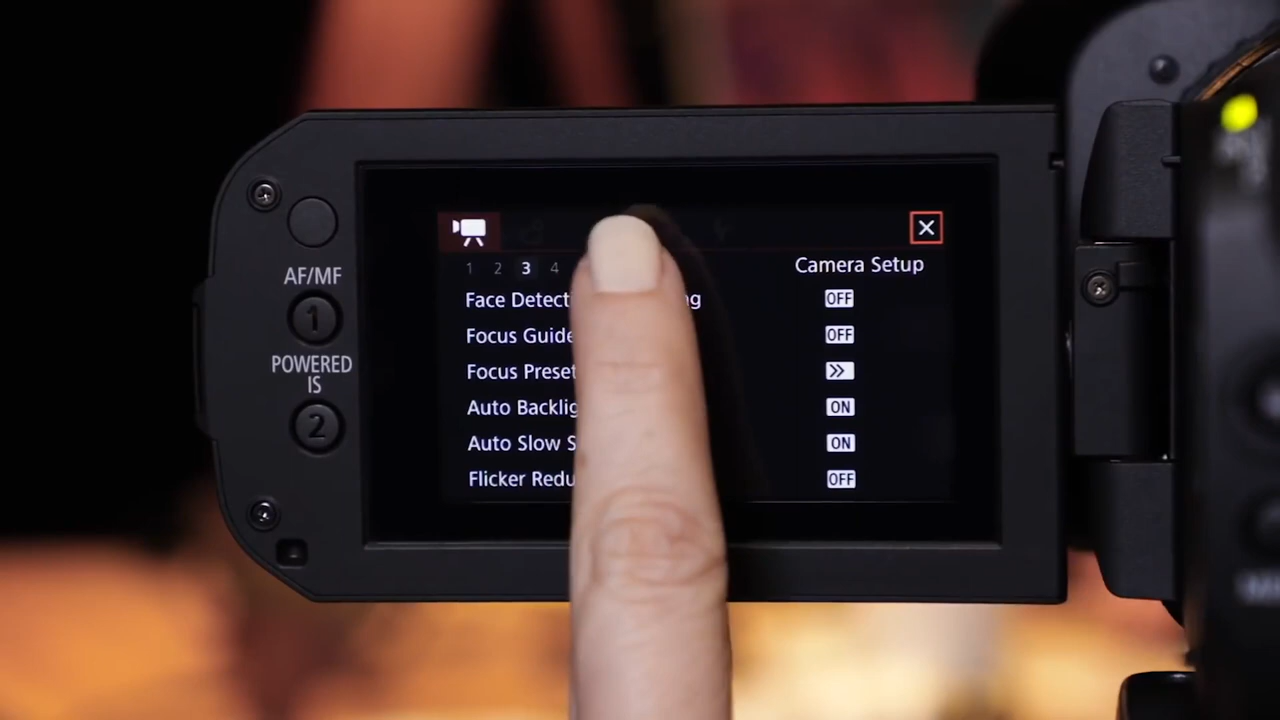 AF/MF
1
POWERED
IS
2
1 2 3 4
Camera Setup
Face Detect ng OFF
Focus Guide OFF
Focus Preset
Auto Backlig ON
Auto Slow S ON
Flicker Redu OFF